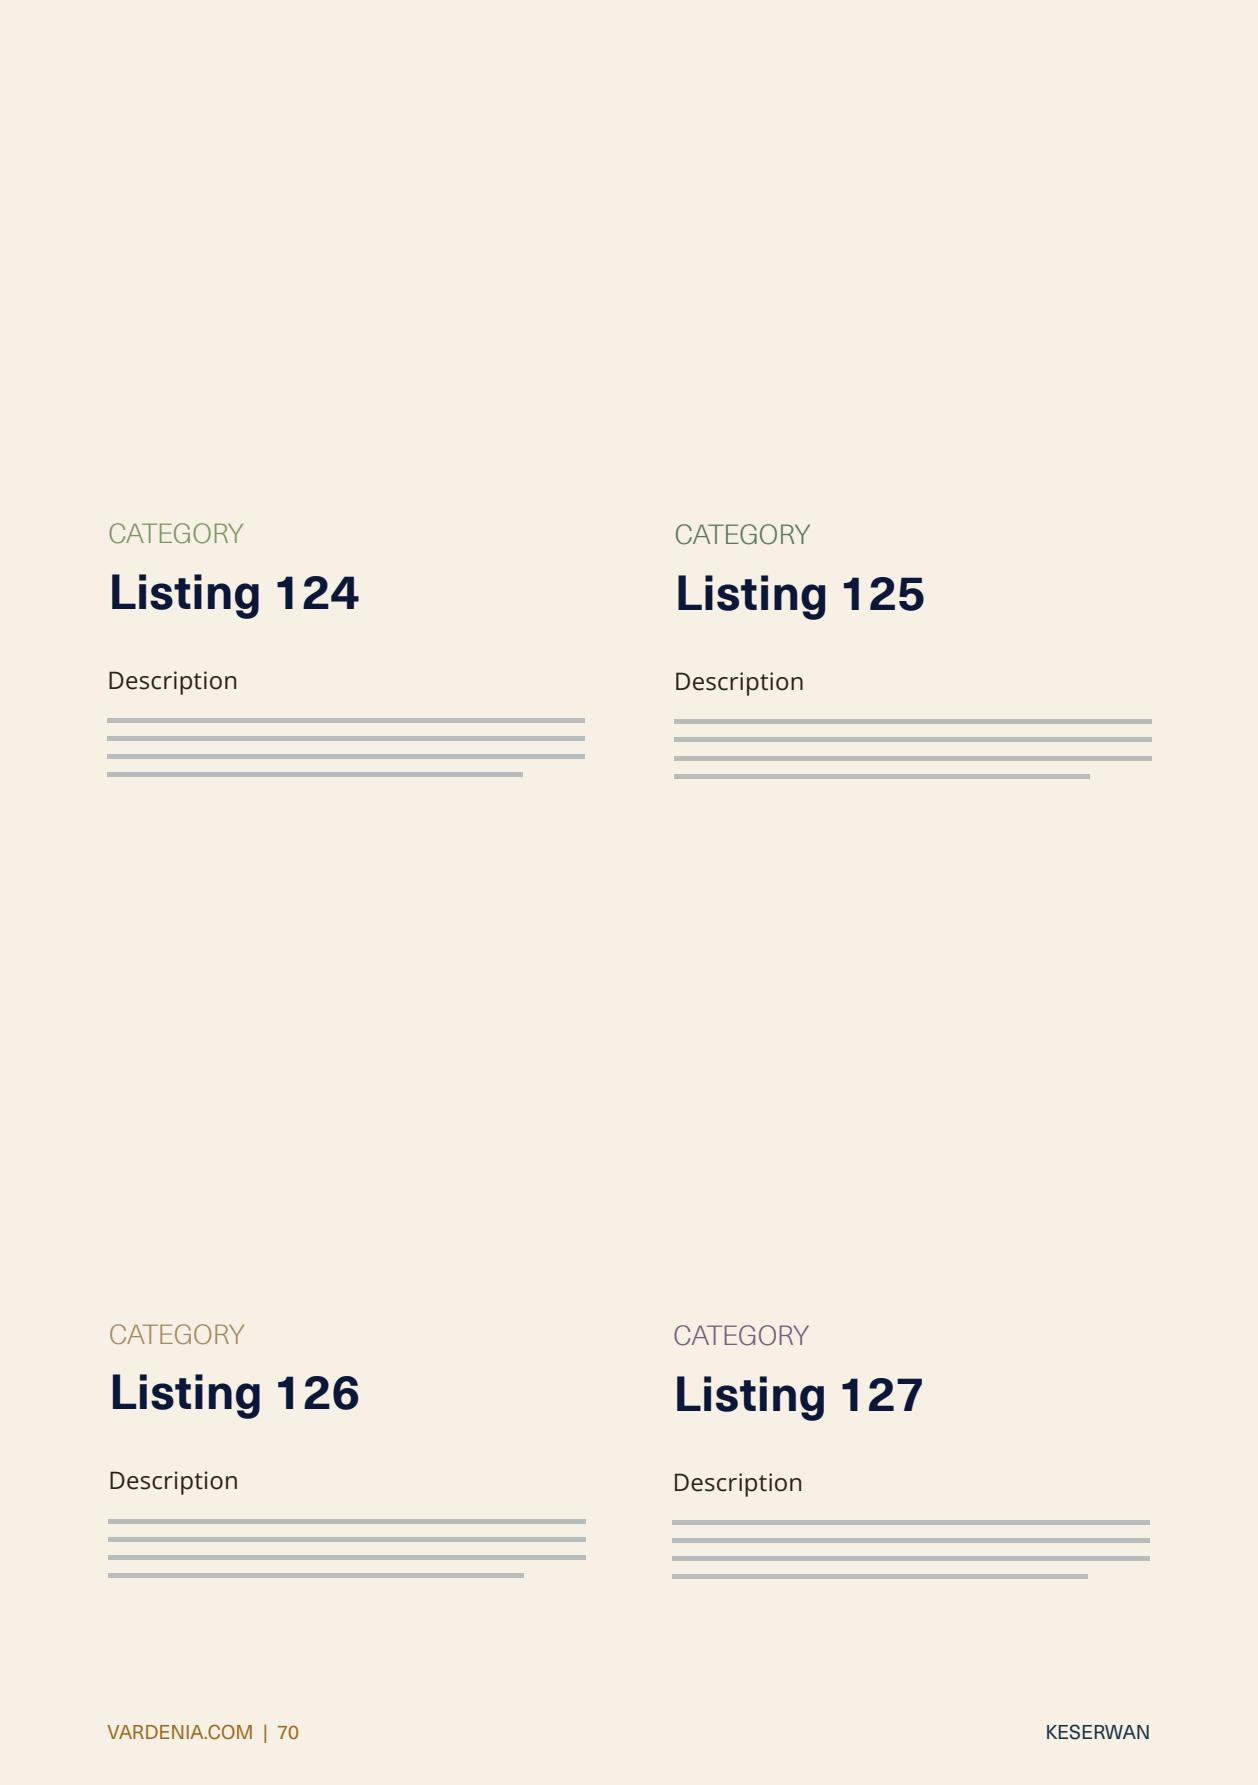 CATEGORY
Listing 124
Description
CATEGORY
Listing 125
Description
CATEGORY
Listing 126
Description
CATEGORY
Listing 127
Description
VARDENIA.COM | 70
KESERWAN